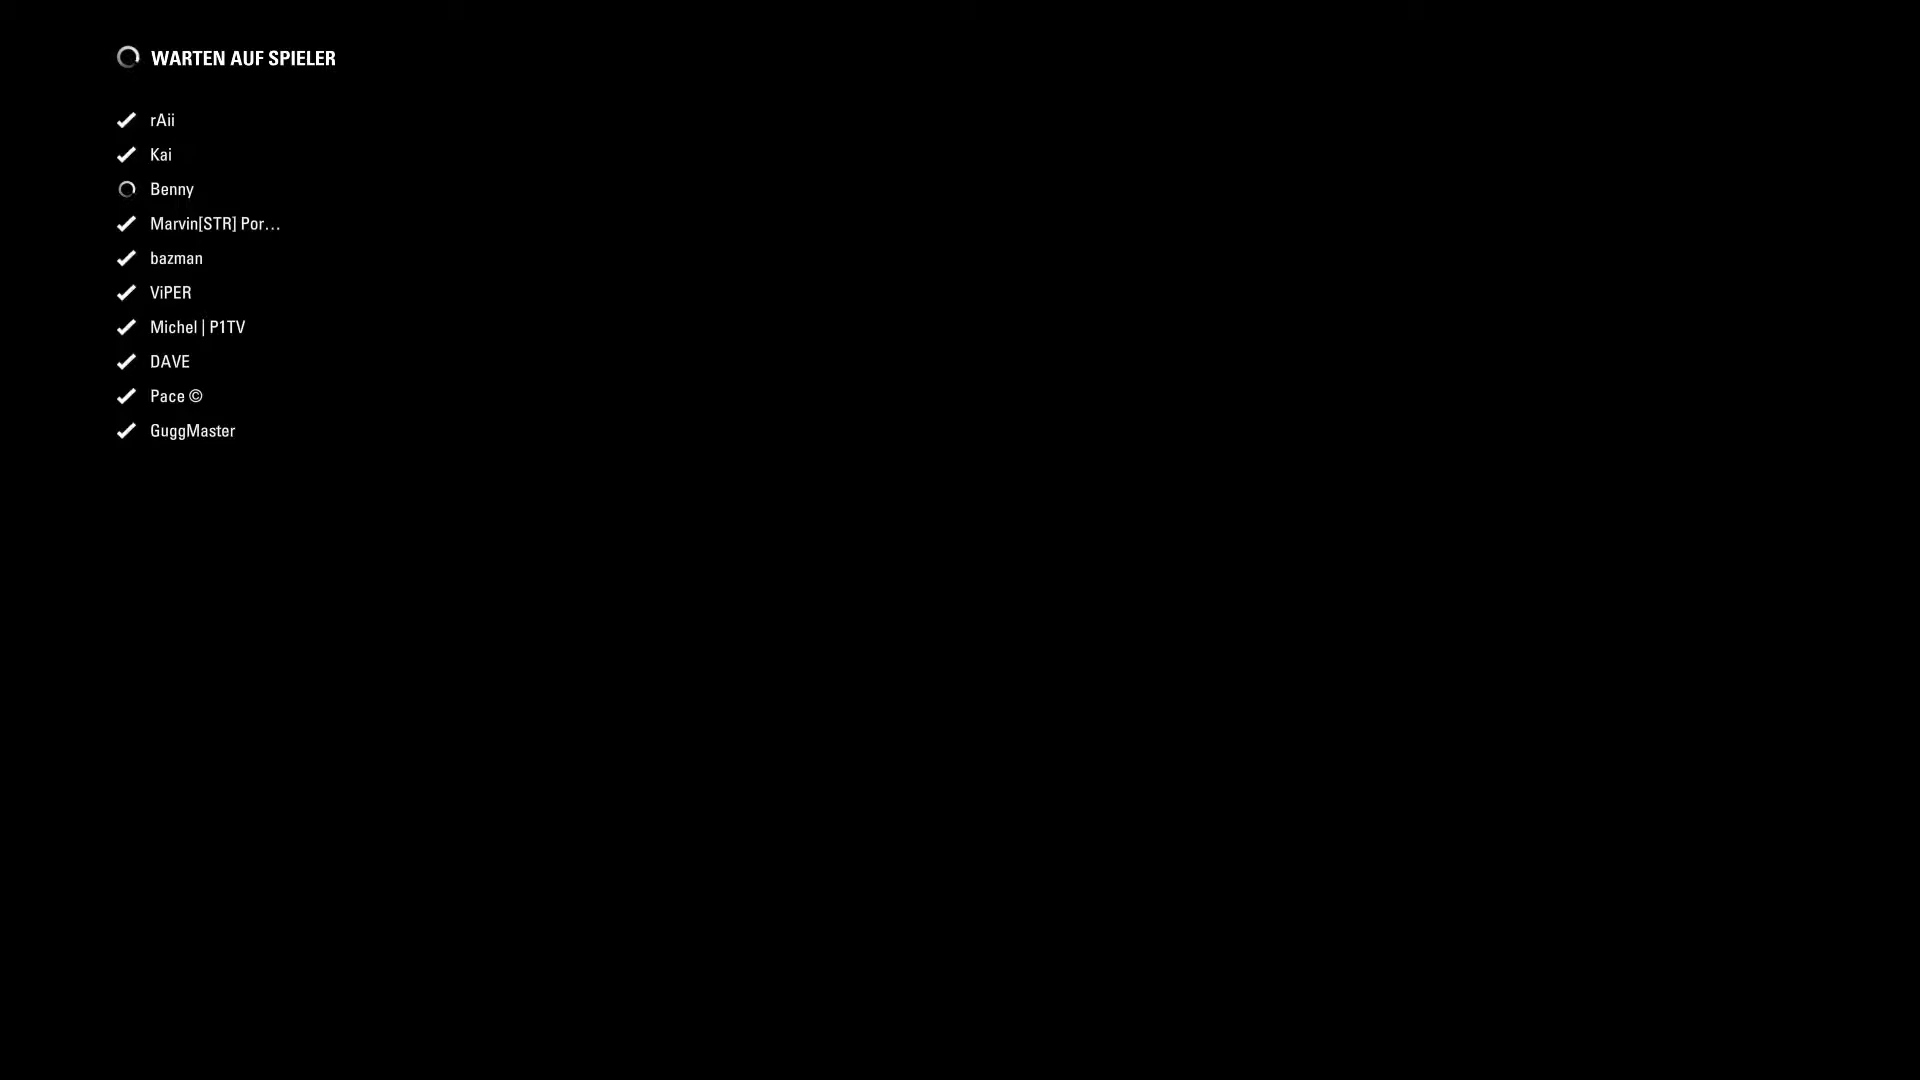 WARTEN AUF SPIELER
rAii
Kai
Benny
Marvin[STR] Por…
bazman
ViPER
Michel | P1TV
DAVE
Pace ©
GuggMaster